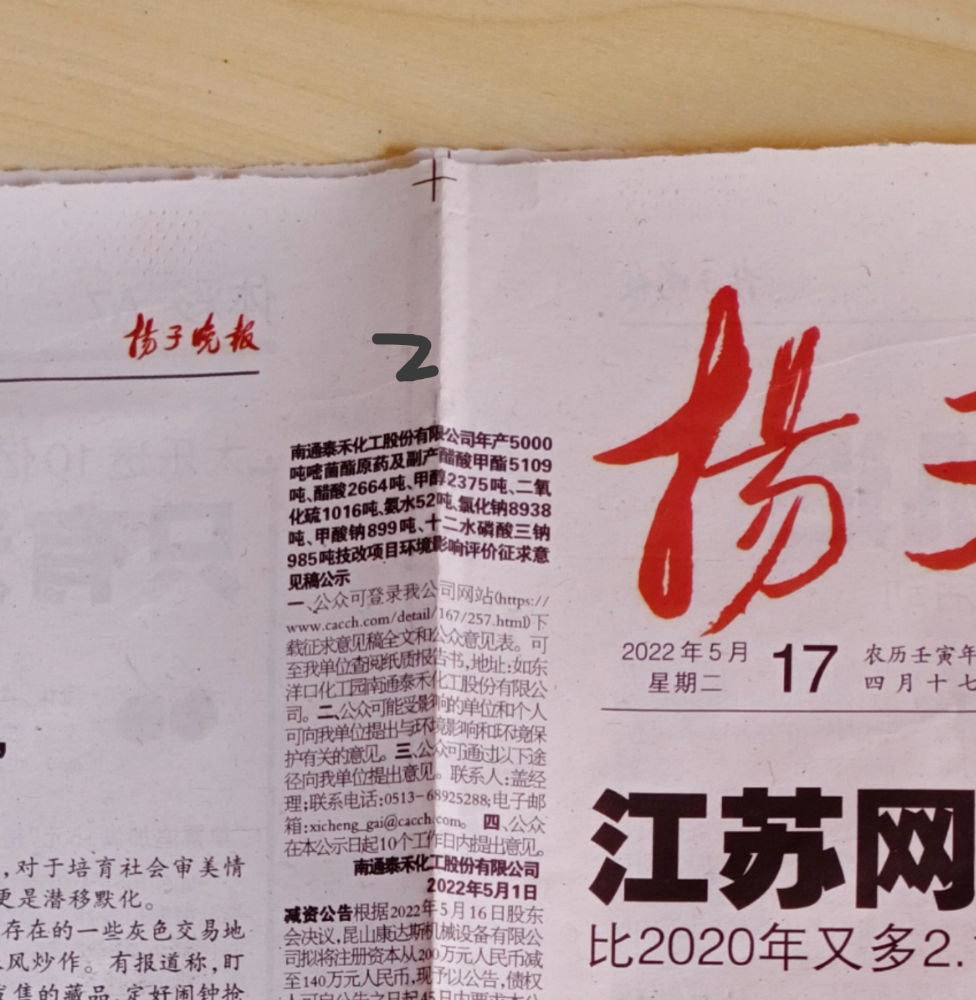 扬子晚报
2
南通泰禾化工股份有限公司年产5000
吨嘧菌酯原药及副产醋酸甲酯5109
吨、醋酸2664吨、甲醇2375吨、二氧
化硫1016吨、氨水52吨、氯化钠8938
吨、甲酸钠899吨、十二水磷酸三钠
985吨技改项目环境影响评价征求意
见稿公示
一、公众可登录我公司网站(https://
www.cacch.com/detail/167/257.html)下
载征求意见稿全文和公众意见表。可
至我单位查阅纸质报告书,地址:如东
洋口化工园南通泰禾化工股份有限公
司。二、公众可能受影响的单位和个人
可向我单位提出与环境影响和环境保
护有关的意见。三、公众可通过以下途
径向我单位提出意见。联系人:盖经
理;联系电话:0513-68925288;电子邮
箱:xicheng_gai@cacch.com。四、公众
在本公示日起10个工作日内提出意见。
南通泰禾化工股份有限公司
2022年5月1日
减资公告根据2022年5月16日股东
会决议,昆山康达斯机械设备有限公
司拟将注册资本从200万元人民币减
至140万元人民币,现予以公告,债权
,对于培育社会审美情
更是潜移默化。
存在的一些灰色交易地
风炒作。有报道称,盯
售的藏品,定好闹钟抢
扬
2022年5月
星期二
17
农历壬寅年
四月十七
江苏网
比2020年又多2.